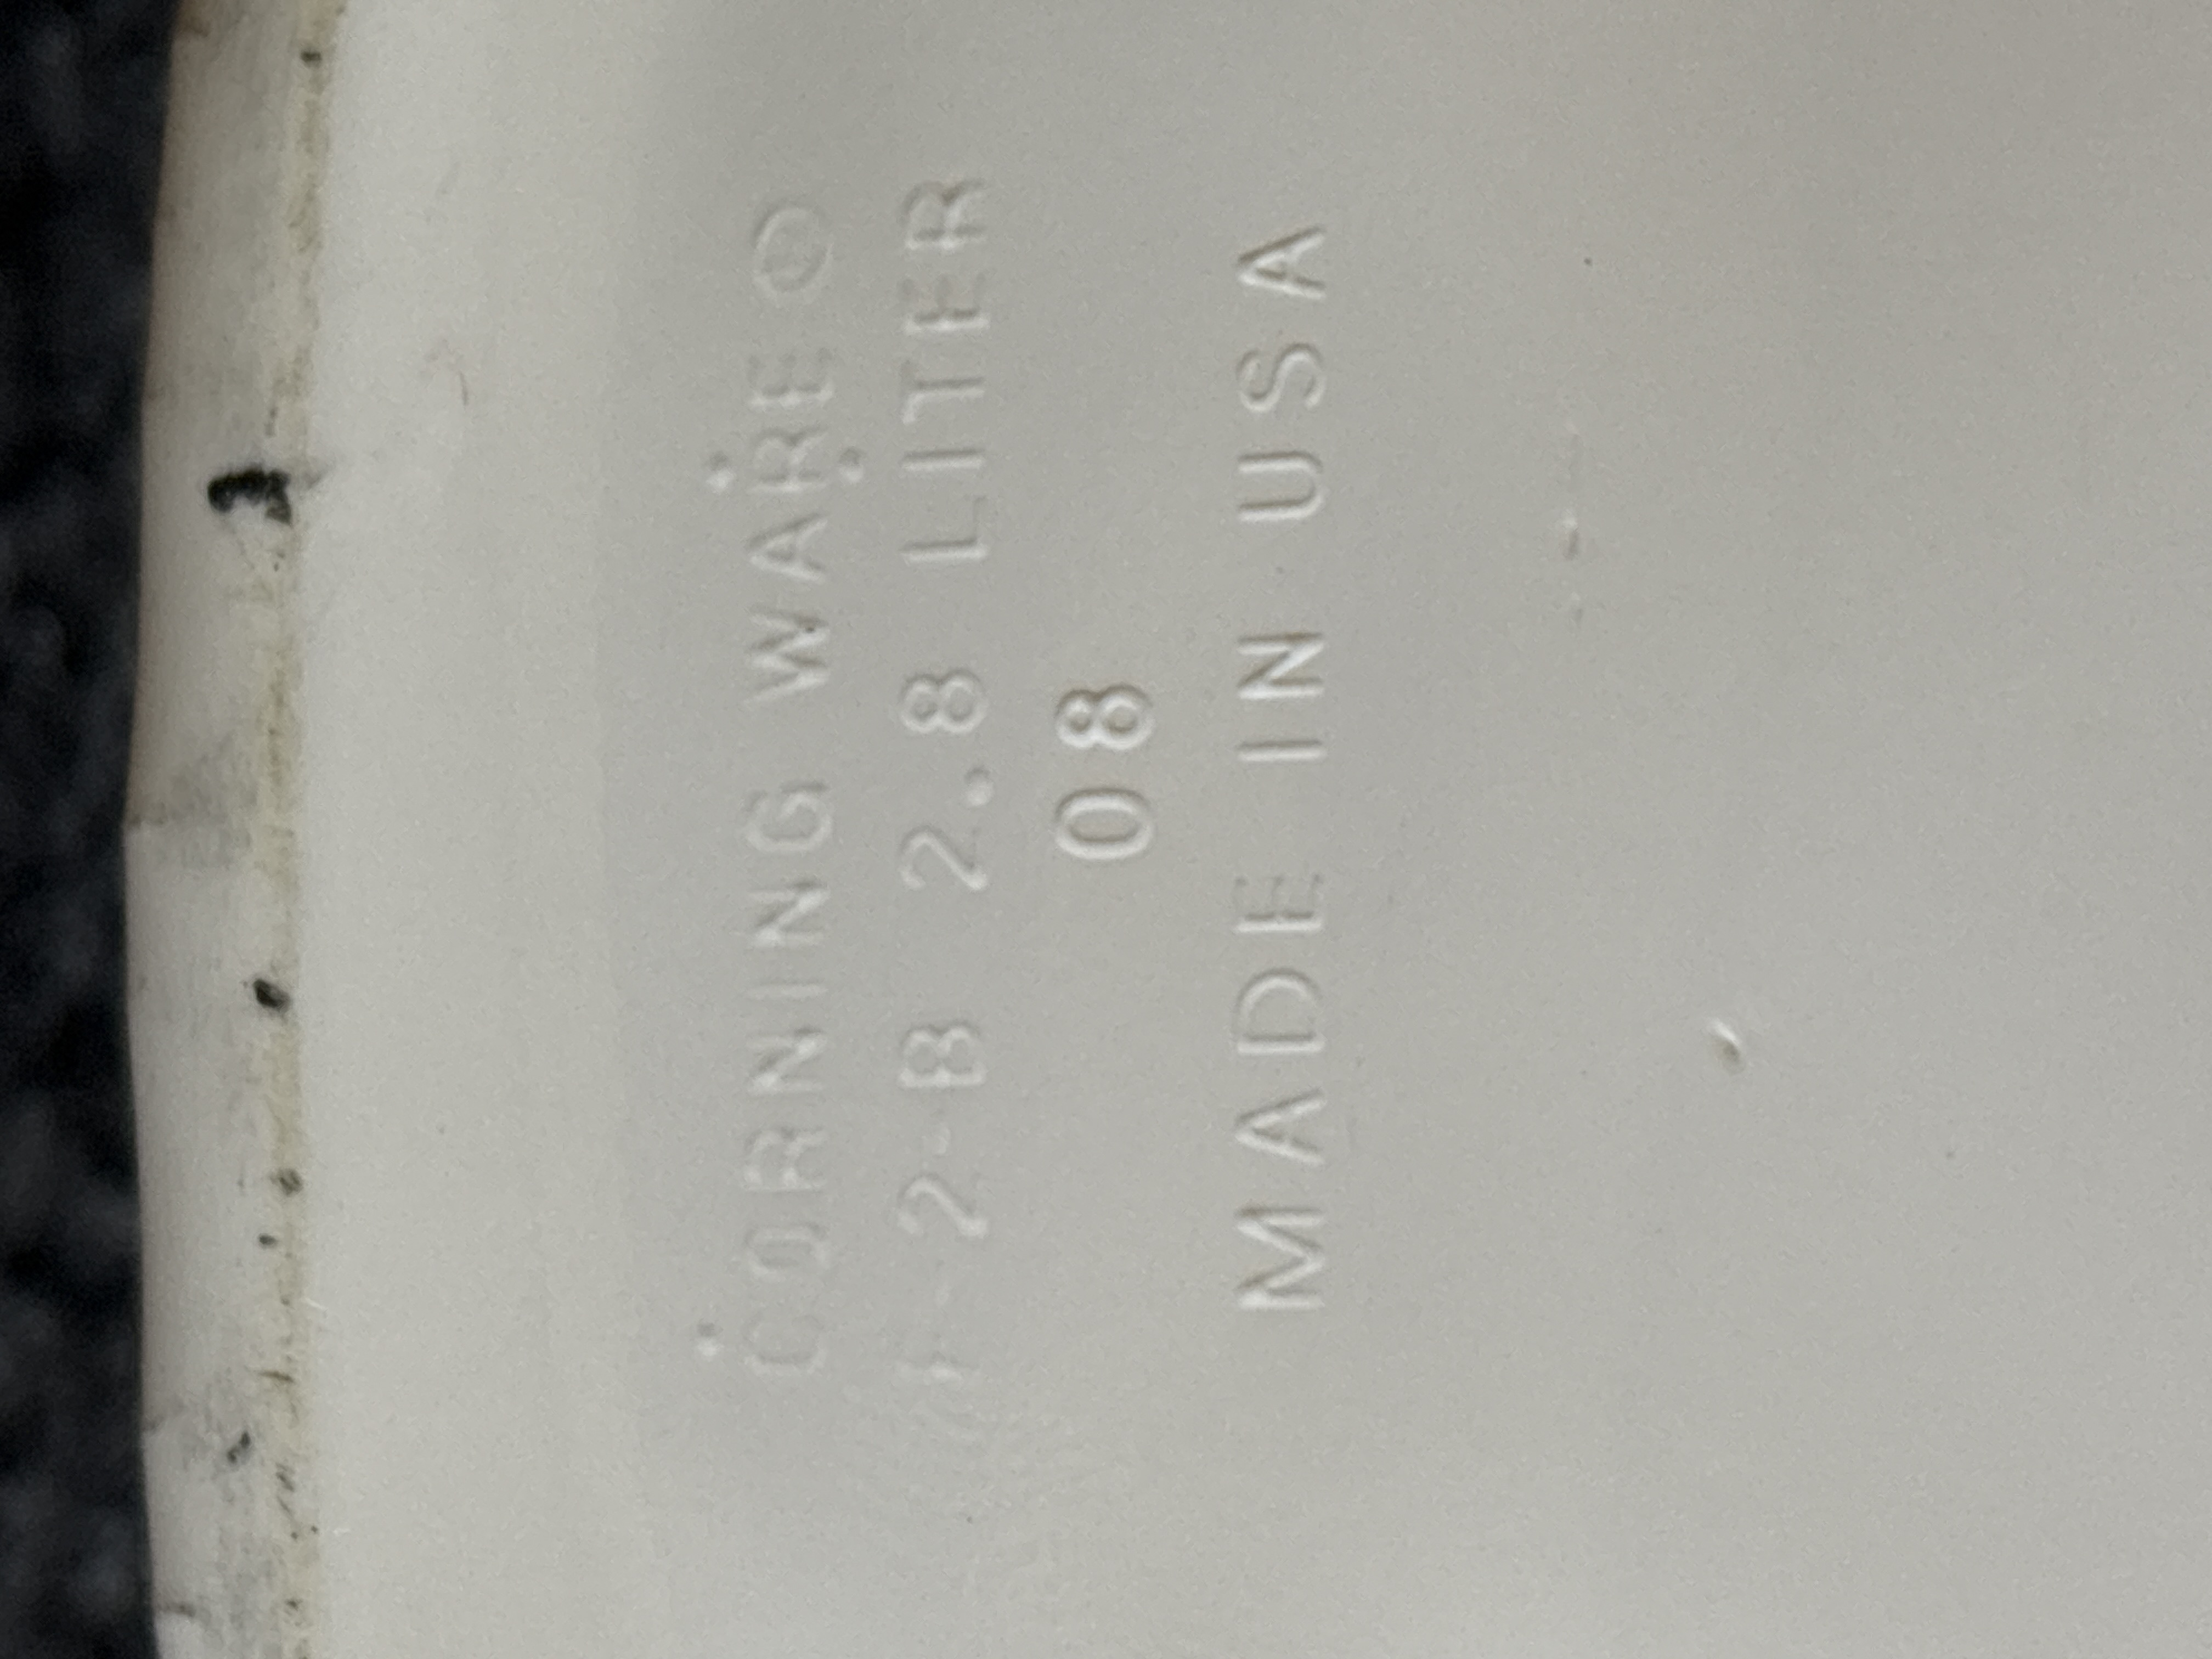 CORNING WARE ®
2-B 2.8 LITER
08
MADE IN USA